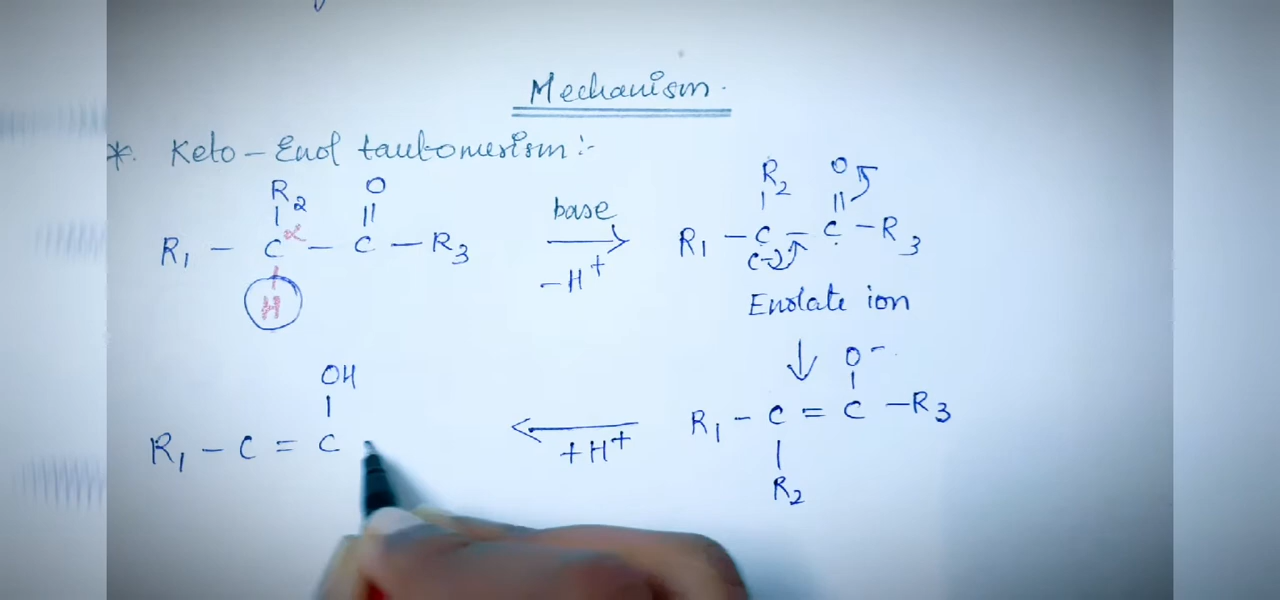 Mechanism.
* Keto - Enol tautomerism :-
R2 O
R1 - C α - C - R3
H
base
-H+
R2 O
R1 - C - C - R3
(-)
Enolate ion
O-
R1 - C = C - R3
R2
+H+
OH
R1 - C = C